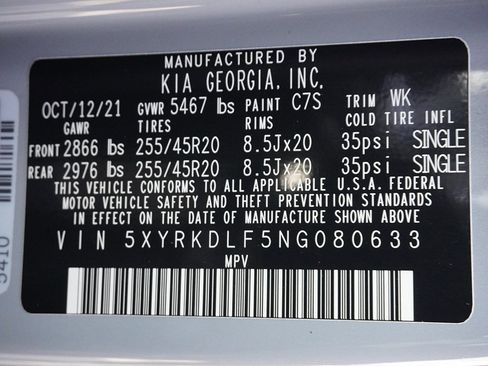 MANUFACTURED BY
KIA GEORGIA, INC.
OCT/12/21 GVWR 5467 lbs PAINT C7S TRIM WK
GAWR TIRES RIMS COLD TIRE INFL
FRONT 2866 lbs 255/45R20 8.5Jx20 35psi SINGLE
REAR 2976 lbs 255/45R20 8.5Jx20 35psi SINGLE
THIS VEHICLE CONFORMS TO ALL APPLICABLE U.S.A. FEDERAL
MOTOR VEHICLE SAFETY AND THEFT PREVENTION STANDARDS
IN EFFECT ON THE DATE OF MANUFACTURE SHOWN ABOVE
VIN 5XYRKDLF5NG080633
MPV
5410